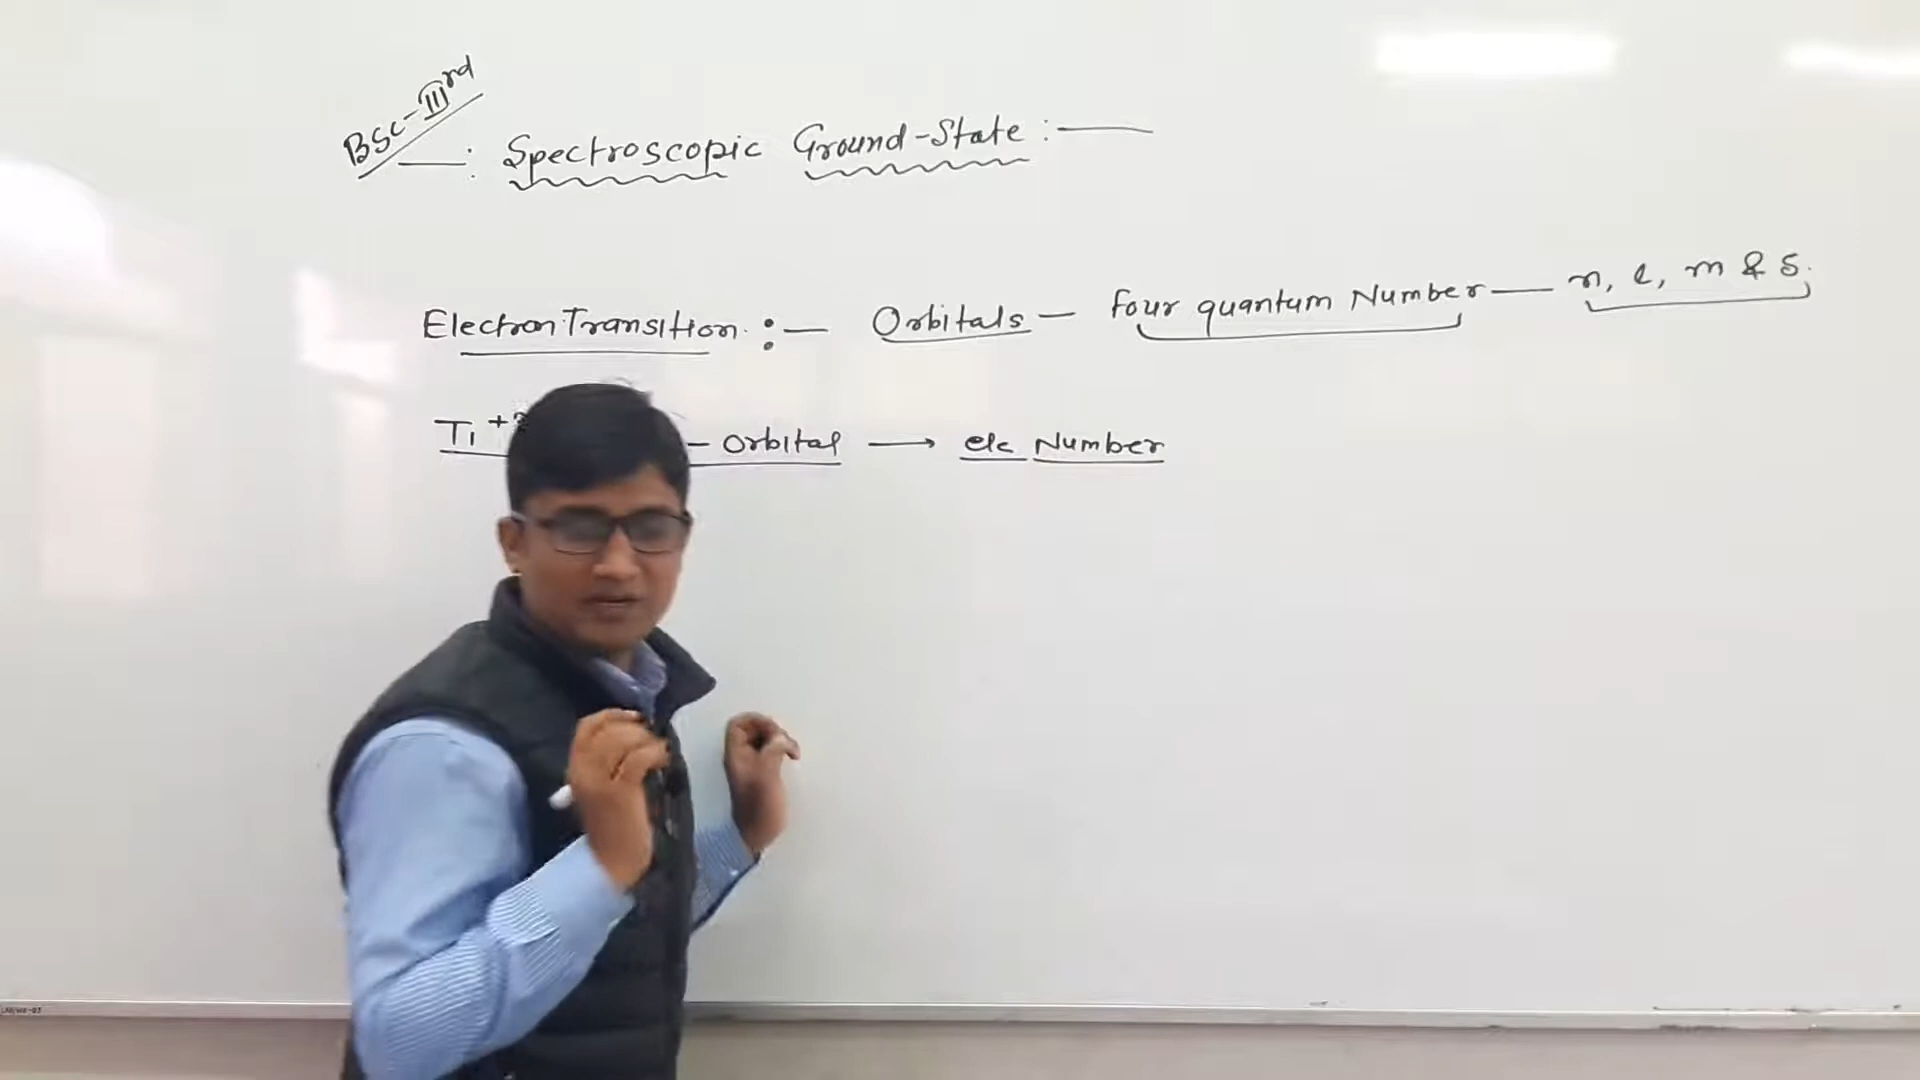 BSc-IIIrd
—: Spectroscopic Ground-State :—
Electron Transition :— Orbitals — four quantum Number — n, l, m & s.
Ti – orbital → elc Number